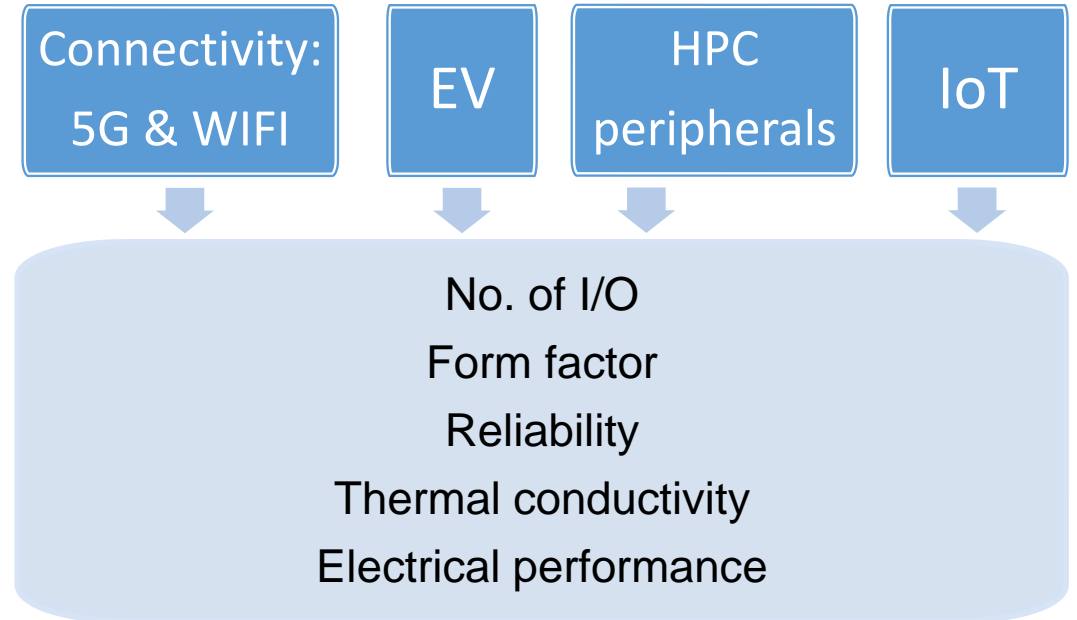 Connectivity:
5G & WIFI
EV
HPC
peripherals
IoT
No. of I/O
Form factor
Reliability
Thermal conductivity
Electrical performance